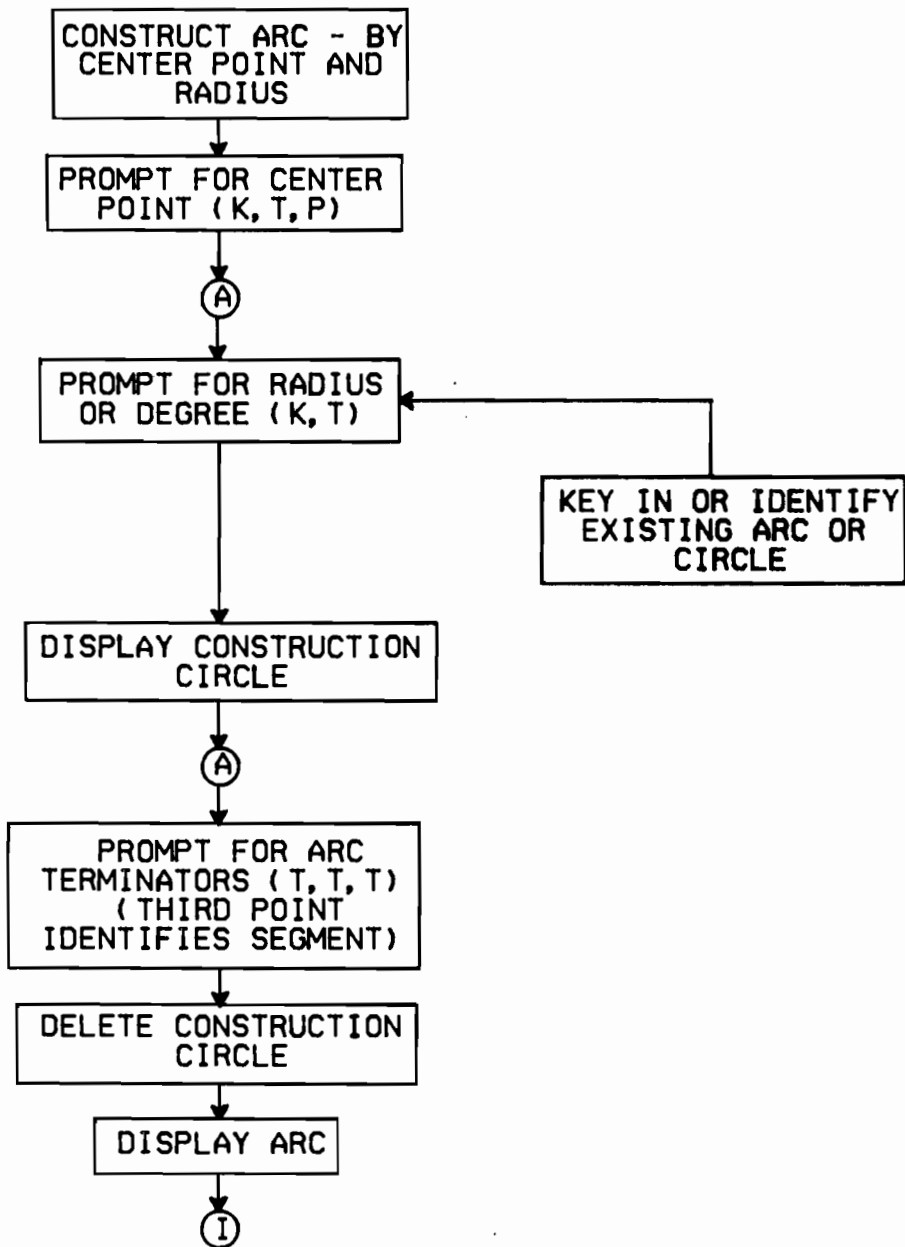 CONSTRUCT ARC - BY
CENTER POINT AND
RADIUS
PROMPT FOR CENTER
POINT (K, T, P)
A
PROMPT FOR RADIUS
OR DEGREE (K, T)
KEY IN OR IDENTIFY
EXISTING ARC OR
CIRCLE
DISPLAY CONSTRUCTION
CIRCLE
A
PROMPT FOR ARC
TERMINATORS (T, T, T)
(THIRD POINT
IDENTIFIES SEGMENT)
DELETE CONSTRUCTION
CIRCLE
DISPLAY ARC
I